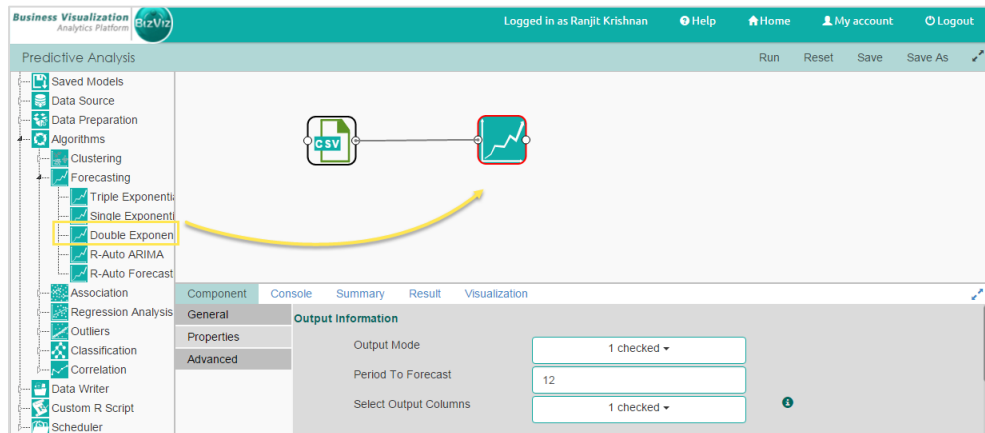 Business Visualization
Analytics Platform
BIZVIZ
Logged in as Ranjit Krishnan
Help
Home
My account
Logout
Predictive Analysis
Run
Reset
Save
Save As
Saved Models
Data Source
Data Preparation
Algorithms
Clustering
Forecasting
Triple Exponentia
Single Exponenti
Double Exponen
R-Auto ARIMA
R-Auto Forecast
Association
Regression Analysis
Outliers
Classification
Correlation
Data Writer
Custom R Script
Scheduler
CSV
Component
Console
Summary
Result
Visualization
General
Properties
Advanced
Output Information
Output Mode
1 checked
Period To Forecast
12
Select Output Columns
1 checked